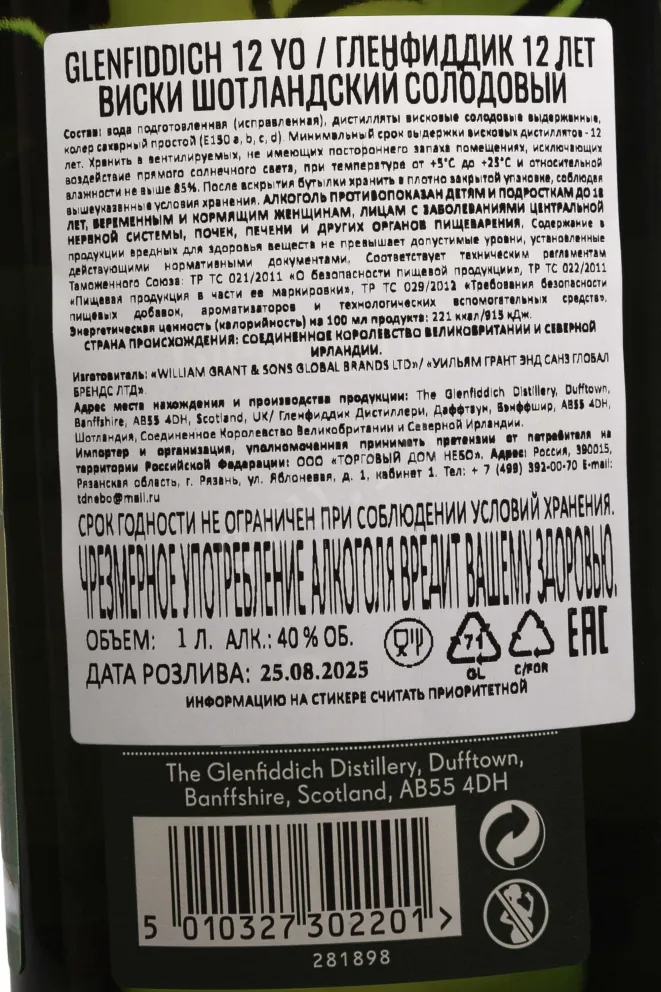 GLENFIDDICH 12 YO / ГЛЕНФИДДИК 12 ЛЕТ
ВИСКИ ШОТЛАНДСКИЙ СОЛОДОВЫЙ
Состав: вода подготовленная (исправленная), дистилляты висковые солодовые выдержанные,
колер сахарный простой (Е150 a, b, c, d). Минимальный срок выдержки висковых дистиллятов - 12
лет. Хранить в вентилируемых, не имеющих постороннего запаха помещениях, исключающих
воздействие прямого солнечного света, при температуре от +5°С до +25°С и относительной
влажности не выше 85%. После вскрытия бутылки хранить в плотно закрытой упаковке, соблюдая
вышеуказанные условия хранения. АЛКОГОЛЬ ПРОТИВОПОКАЗАН ДЕТЯМ И ПОДРОСТКАМ ДО 18
ЛЕТ, БЕРЕМЕННЫМ И КОРМЯЩИМ ЖЕНЩИНАМ, ЛИЦАМ С ЗАБОЛЕВАНИЯМИ ЦЕНТРАЛЬНОЙ
НЕРВНОЙ СИСТЕМЫ, ПОЧЕК, ПЕЧЕНИ И ДРУГИХ ОРГАНОВ ПИЩЕВАРЕНИЯ. Содержание в
продукции вредных для здоровья веществ не превышает допустимые уровни, установленные
действующими нормативными документами. Соответствует техническим регламентам
Таможенного Союза: ТР ТС 021/2011 «О безопасности пищевой продукции», ТР ТС 022/2011
«Пищевая продукция в части ее маркировки», ТР ТС 029/2012 «Требования безопасности
пищевых добавок, ароматизаторов и технологических вспомогательных средств».
Энергетическая ценность (калорийность) на 100 мл продукта: 221 ккал/915 кДж.
СТРАНА ПРОИСХОЖДЕНИЯ: СОЕДИНЕННОЕ КОРОЛЕВСТВО ВЕЛИКОБРИТАНИИ И СЕВЕРНОЙ
ИРЛАНДИИ.
Изготовитель: «WILLIAM GRANT & SONS GLOBAL BRANDS LTD»/ «УИЛЬЯМ ГРАНТ ЭНД САНЗ ГЛОБАЛ
БРЕНДС ЛТД».
Адрес места нахождения и производства продукции: The Glenfiddich Distillery, Dufftown,
Banffshire, AB55 4DH, Scotland, UK/ Гленфиддик Дистиллери, Даффтаун, Бэнффшир, AB55 4DH,
Шотландия, Соединенное Королевство Великобритании и Северной Ирландии.
Импортер и организация, уполномоченная принимать претензии от потребителя на
территории Российской Федерации: ООО «ТОРГОВЫЙ ДОМ НЕБО». Адрес: Россия, 390015,
Рязанская область, г. Рязань, ул. Яблоневая, д. 1, кабинет 1. Тел: + 7 (499) 392-00-70 E-mail:
tdnebo@mail.ru
СРОК ГОДНОСТИ НЕ ОГРАНИЧЕН ПРИ СОБЛЮДЕНИИ УСЛОВИЙ ХРАНЕНИЯ.
ЧРЕЗМЕРНОЕ УПОТРЕБЛЕНИЕ АЛКОГОЛЯ ВРЕДИТ ВАШЕМУ ЗДОРОВЬЮ.
ОБЪЕМ: 1 Л. АЛК.: 40 % ОБ.
71
GL
C/FOR
EAC
ДАТА РОЗЛИВА: 25.08.2025
ИНФОРМАЦИЮ НА СТИКЕРЕ СЧИТАТЬ ПРИОРИТЕТНОЙ
The Glenfiddich Distillery, Dufftown,
Banffshire, Scotland, AB55 4DH
5 010327 302201 >
281898